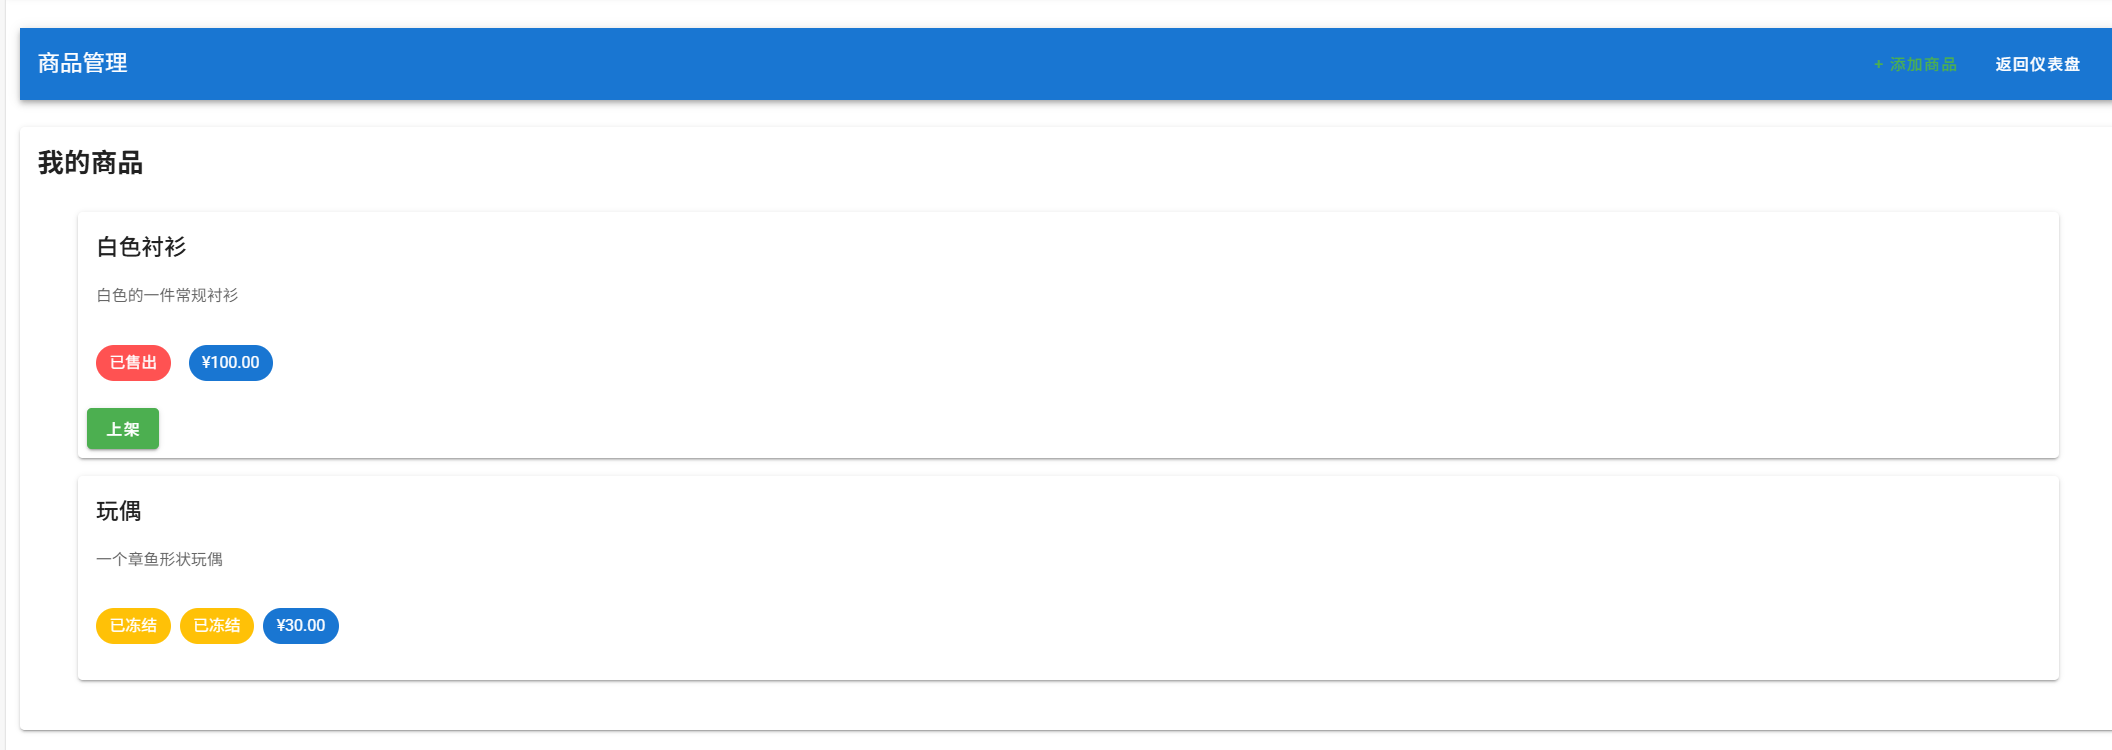 商品管理 + 添加商品 返回仪表盘
我的商品
白色衬衫
白色的一件常规衬衫
已售出 ¥100.00
上架
玩偶
一个章鱼形状玩偶
已冻结 已冻结 ¥30.00